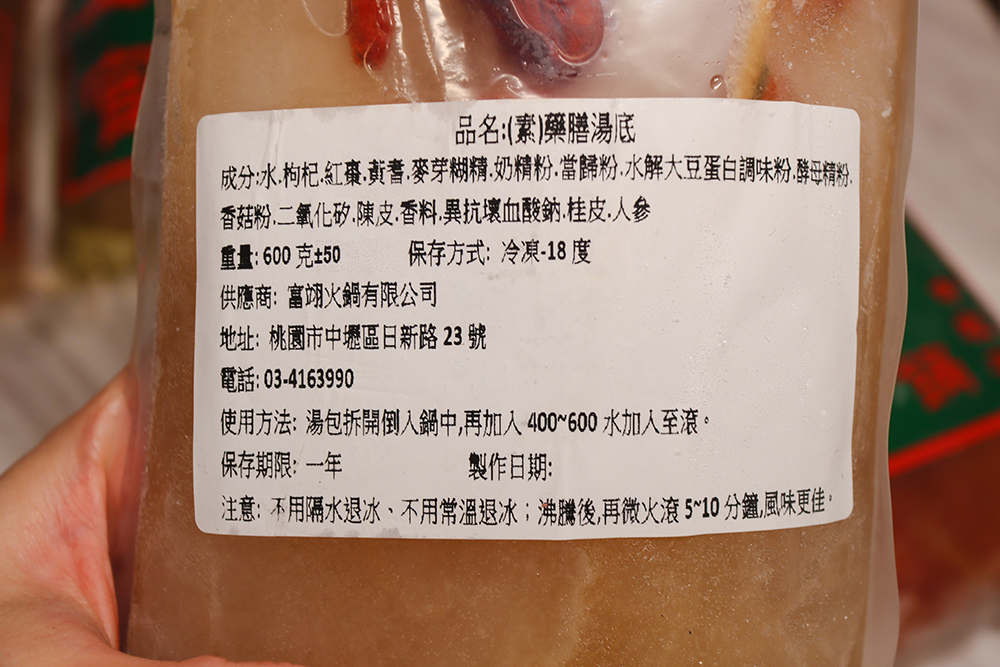 品名:(素)藥膳湯底
成分:水.枸杞.紅棗.黃耆.麥芽糊精.奶精粉.當歸粉.水解大豆蛋白調味粉.酵母精粉.
香菇粉.二氧化矽.陳皮.香料.異抗壞血酸鈉.桂皮.人參
重量: 600 克±50 保存方式: 冷凍-18 度
供應商: 富翊火鍋有限公司
地址: 桃園市中壢區日新路 23 號
電話: 03-4163990
使用方法: 湯包拆開倒入鍋中,再加入 400~600 水加入至滾。
保存期限: 一年 製作日期:
注意: 不用隔水退冰、不用常溫退冰；沸騰後,再微火滾 5~10 分鐘,風味更佳。